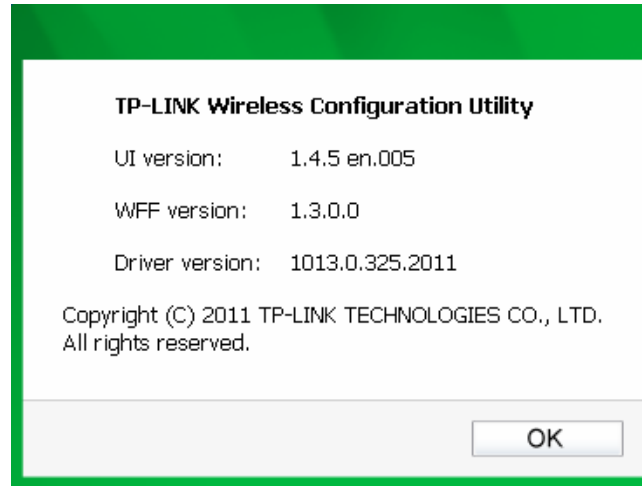 TP-LINK Wireless Configuration Utility
UI version: 1.4.5 en.005
WFF version: 1.3.0.0
Driver version: 1013.0.325.2011
Copyright (C) 2011 TP-LINK TECHNOLOGIES CO., LTD.
All rights reserved.
OK